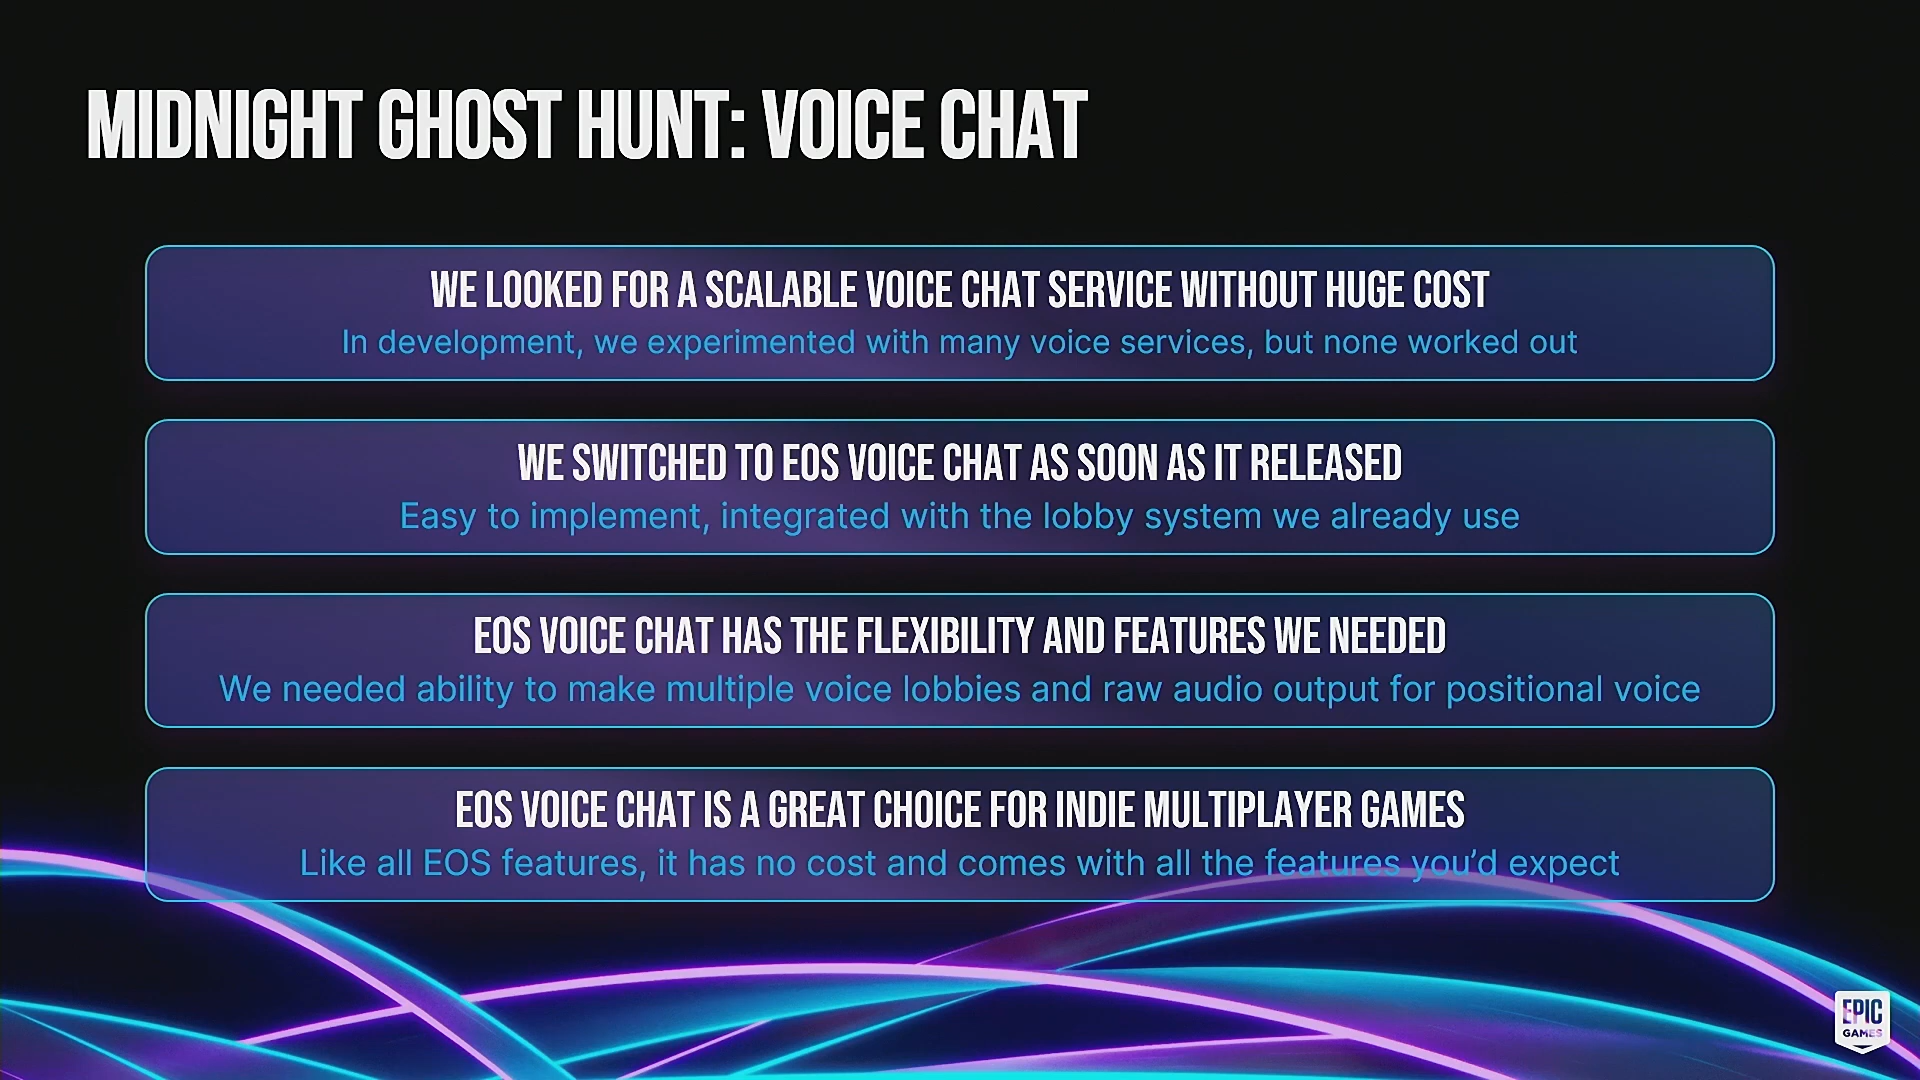 MIDNIGHT GHOST HUNT: VOICE CHAT
WE LOOKED FOR A SCALABLE VOICE CHAT SERVICE WITHOUT HUGE COST
In development, we experimented with many voice services, but none worked out
WE SWITCHED TO EOS VOICE CHAT AS SOON AS IT RELEASED
Easy to implement, integrated with the lobby system we already use
EOS VOICE CHAT HAS THE FLEXIBILITY AND FEATURES WE NEEDED
We needed ability to make multiple voice lobbies and raw audio output for positional voice
EOS VOICE CHAT IS A GREAT CHOICE FOR INDIE MULTIPLAYER GAMES
Like all EOS features, it has no cost and comes with all the features you’d expect
EPIC
GAMES